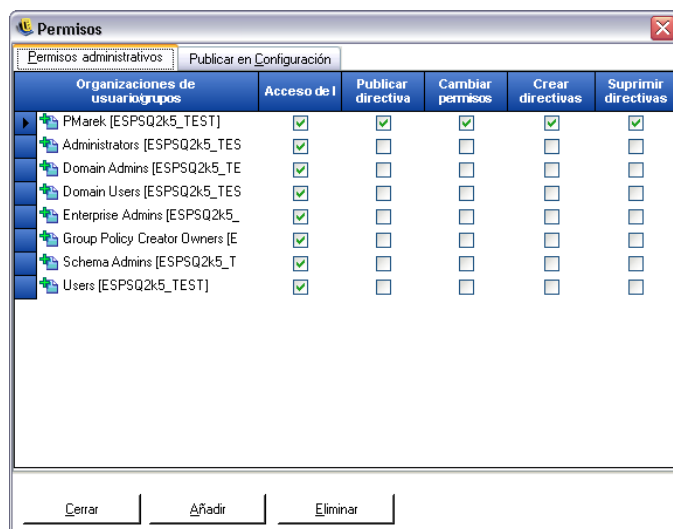 Permisos
Permisos administrativos Publicar en Configuración
Organizaciones de usuario/grupos Acceso de l Publicar directiva Cambiar permisos Crear directivas Suprimir directivas
PMarek [ESPSQ2k5_TEST]
Administrators [ESPSQ2k5_TES
Domain Admins [ESPSQ2k5_TE
Domain Users [ESPSQ2k5_TES
Enterprise Admins [ESPSQ2k5_
Group Policy Creator Owners [E
Schema Admins [ESPSQ2k5_T
Users [ESPSQ2k5_TEST]
Cerrar Añadir Eliminar